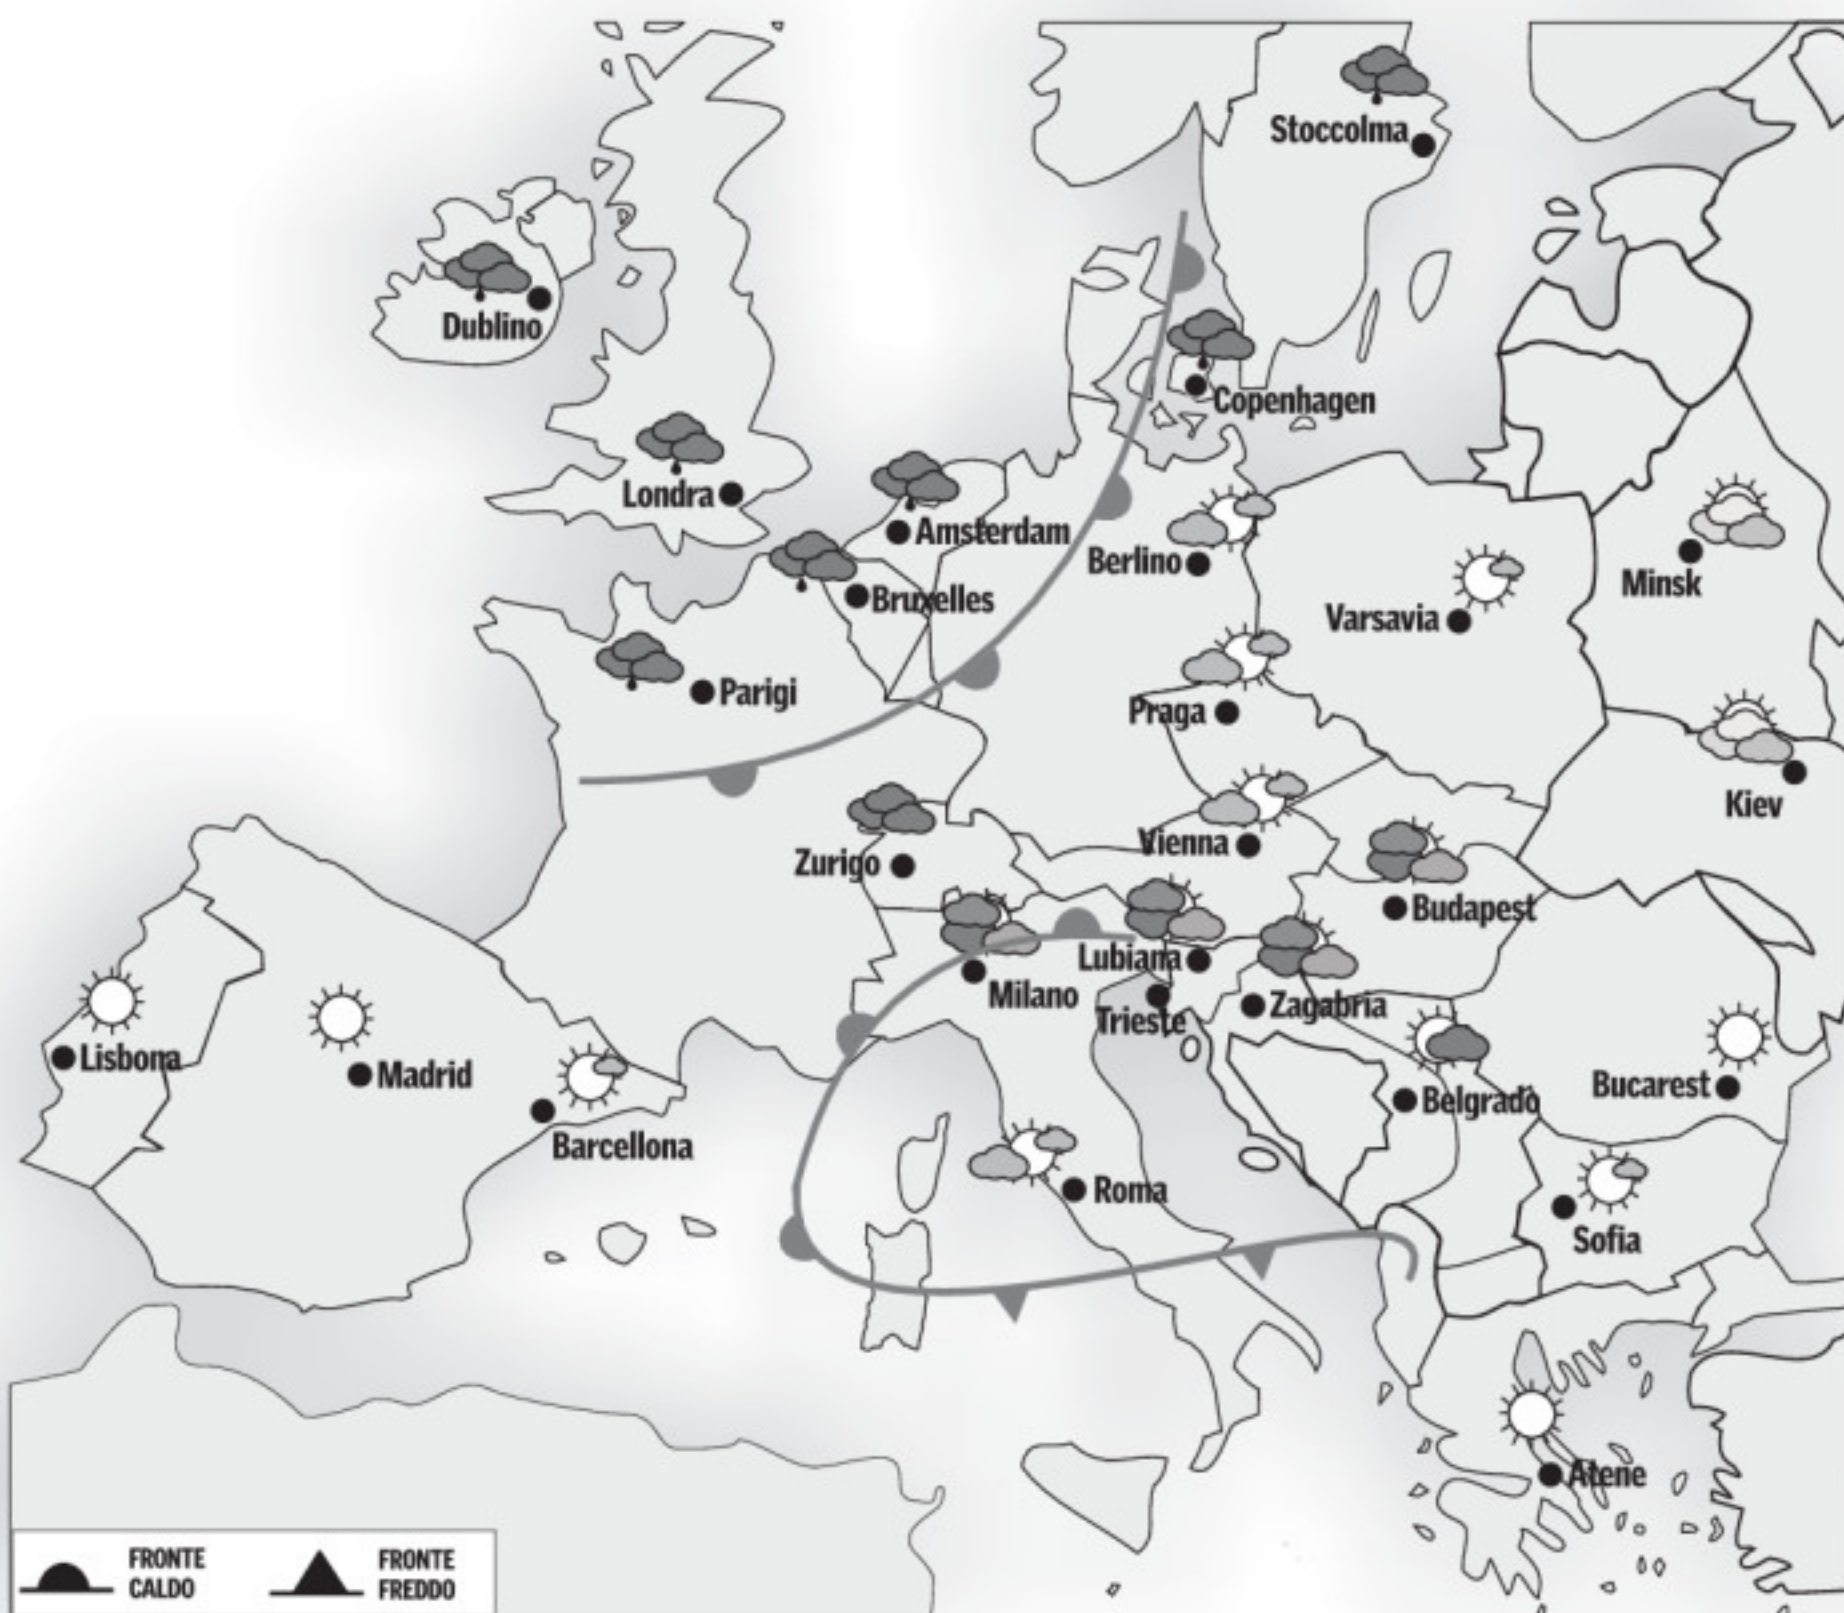 Stoccolma
Dublino
Copenhagen
Londra
Amsterdam
Berlino
Minsk
Bruxelles
Varsavia
Parigi
Praga
Kiev
Vienna
Zurigo
Budapest
Lubiana
Milano
Trieste
Zagabria
Lisbona
Madrid
Bucarest
Belgrado
Barcellona
Roma
Sofia
Atene
FRONTE
CALDO
FRONTE
FREDDO